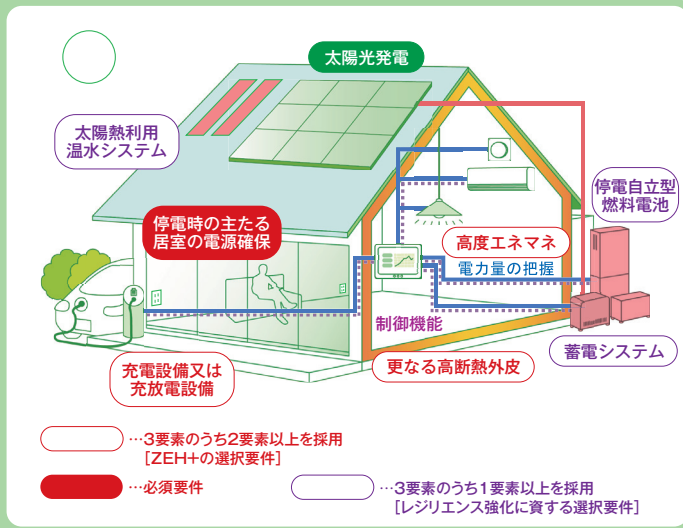 太陽光発電
太陽熱利用
温水システム
停電時の主たる
居室の電源確保
停電自立型
燃料電池
高度エネマネ
電力量の把握
制御機能
蓄電システム
充電設備又は
充放電設備
更なる高断熱外皮
…3要素のうち2要素以上を採用
[ZEH+の選択要件]
…必須要件
…3要素のうち1要素以上を採用
[レジリエンス強化に資する選択要件]